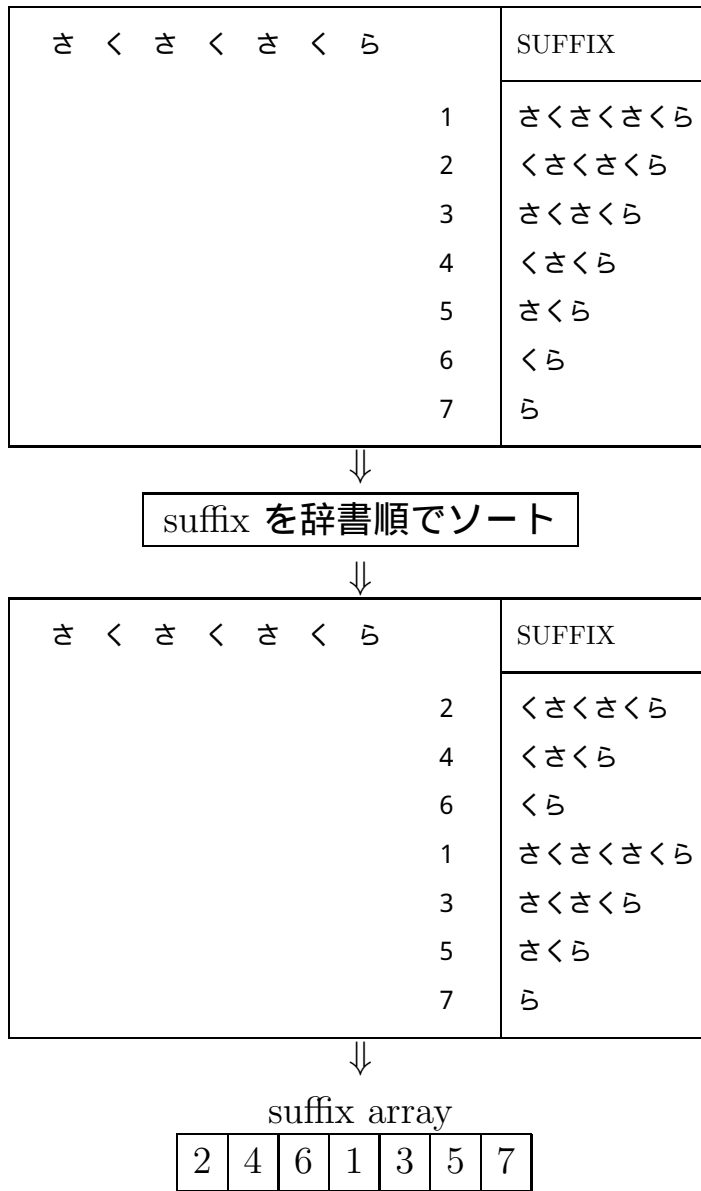 さ く さ く さ く ら SUFFIX
1 さくさくさくら
2 くさくさくら
3 さくさくら
4 くさくら
5 さくら
6 くら
7 ら
⇓
suffix を辞書順でソート
⇓
さ く さ く さ く ら SUFFIX
2 くさくさくら
4 くさくら
6 くら
1 さくさくさくら
3 さくさくら
5 さくら
7 ら
⇓
suffix array
2 4 6 1 3 5 7